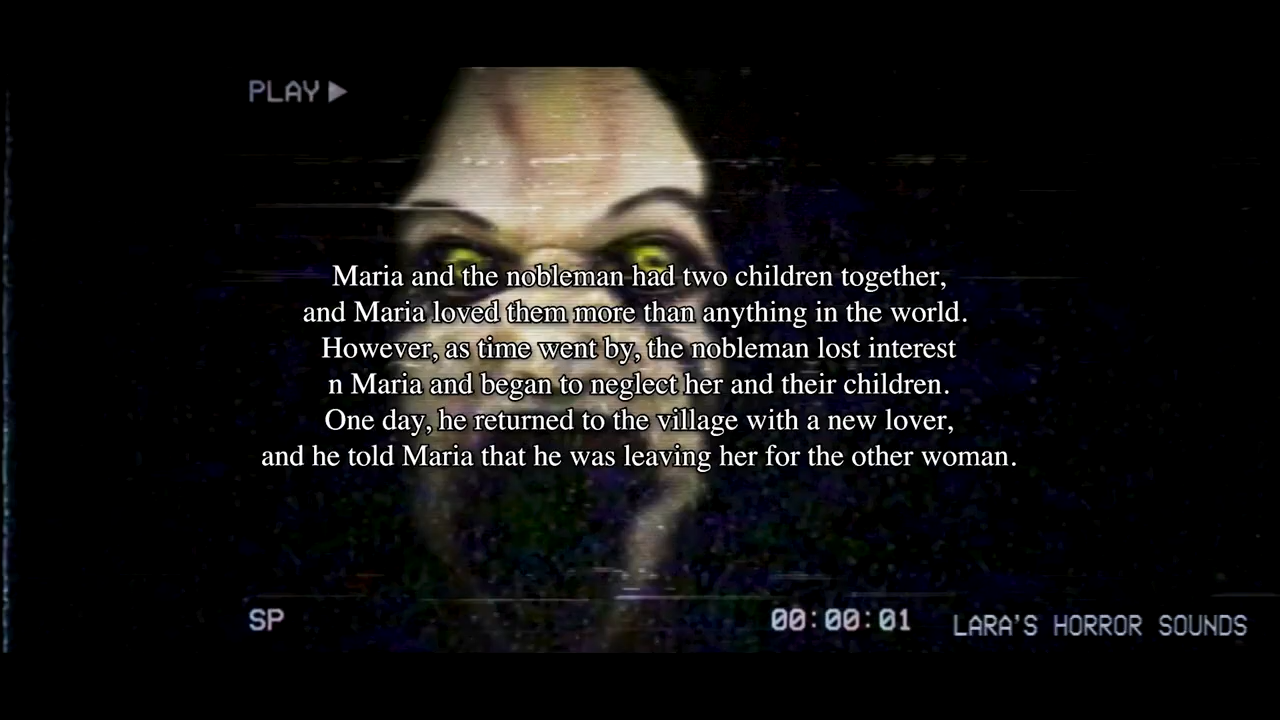 PLAY
Maria and the nobleman had two children together,
and Maria loved them more than anything in the world.
However, as time went by, the nobleman lost interest
n Maria and began to neglect her and their children.
One day, he returned to the village with a new lover,
and he told Maria that he was leaving her for the other woman.
SP
00:00:01
LARA'S HORROR SOUNDS